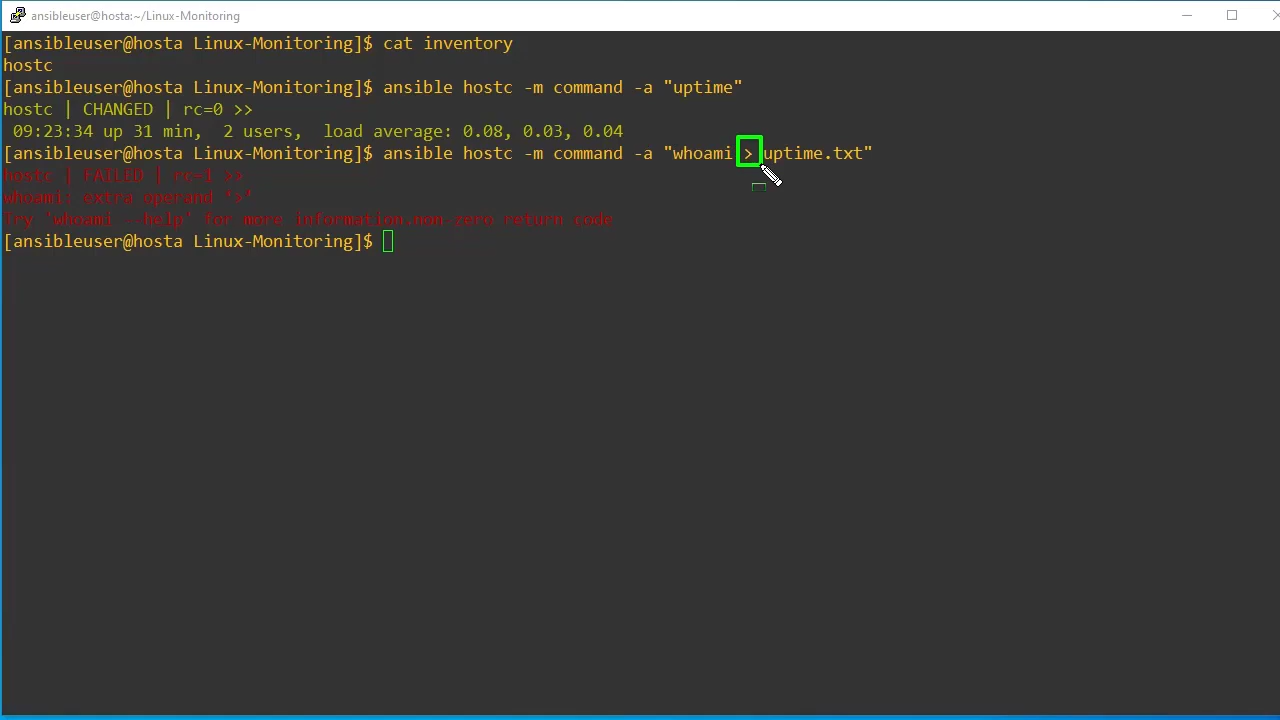 ansibleuser@hosta:~/Linux-Monitoring
[ansibleuser@hosta Linux-Monitoring]$ cat inventory
hostc
[ansibleuser@hosta Linux-Monitoring]$ ansible hostc -m command -a "uptime"
hostc | CHANGED | rc=0 >>
 09:23:34 up 31 min,  2 users,  load average: 0.08, 0.03, 0.04
[ansibleuser@hosta Linux-Monitoring]$ ansible hostc -m command -a "whoami > uptime.txt"
hostc | FAILED | rc=1 >>
whoami: extra operand ‘>’
Try 'whoami --help' for more information.non-zero return code
[ansibleuser@hosta Linux-Monitoring]$